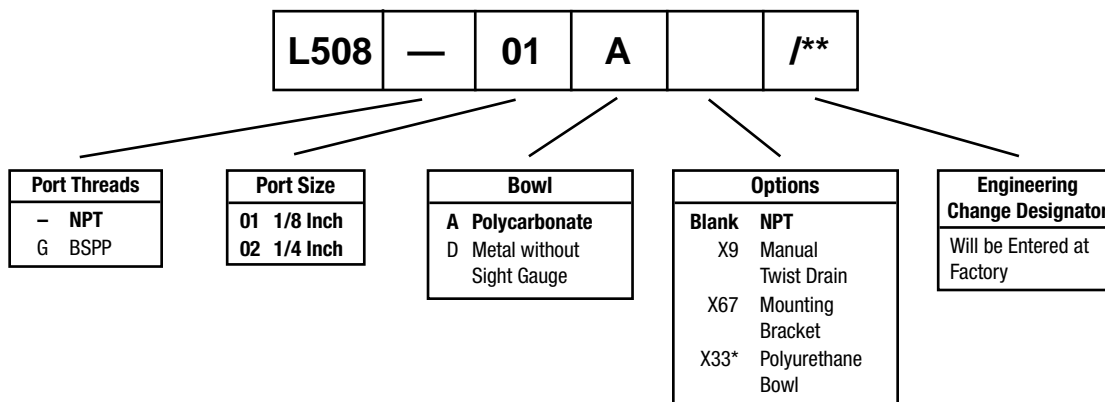 L508 — 01 A /**
Port Threads
– NPT
G BSPP
Port Size
01 1/8 Inch
02 1/4 Inch
Bowl
A Polycarbonate
D Metal without
Sight Gauge
Options
Blank NPT
X9 Manual
Twist Drain
X67 Mounting
Bracket
X33* Polyurethane
Bowl
Engineering
Change Designator
Will be Entered at
Factory